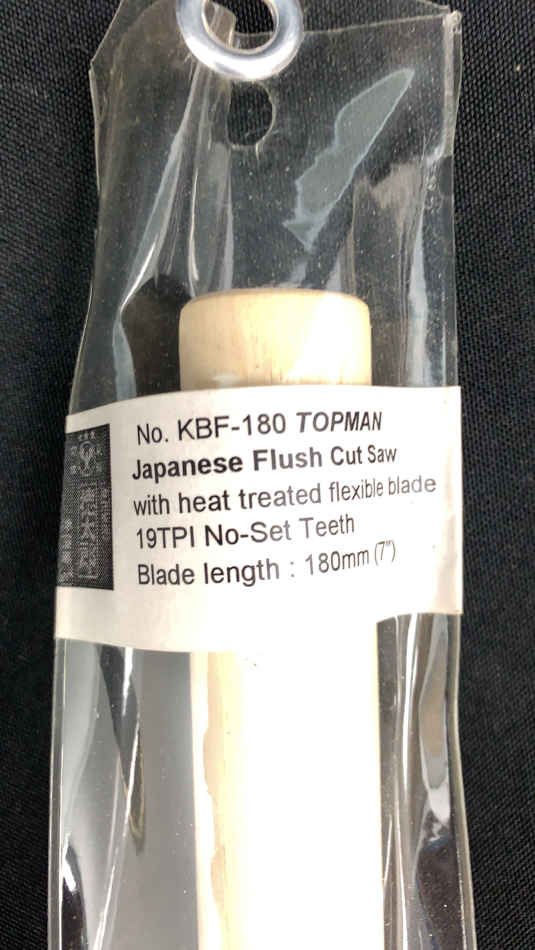 No. KBF-180 TOPMAN
Japanese Flush Cut Saw
with heat treated flexible blade
19TPI No-Set Teeth
Blade length : 180mm (7")